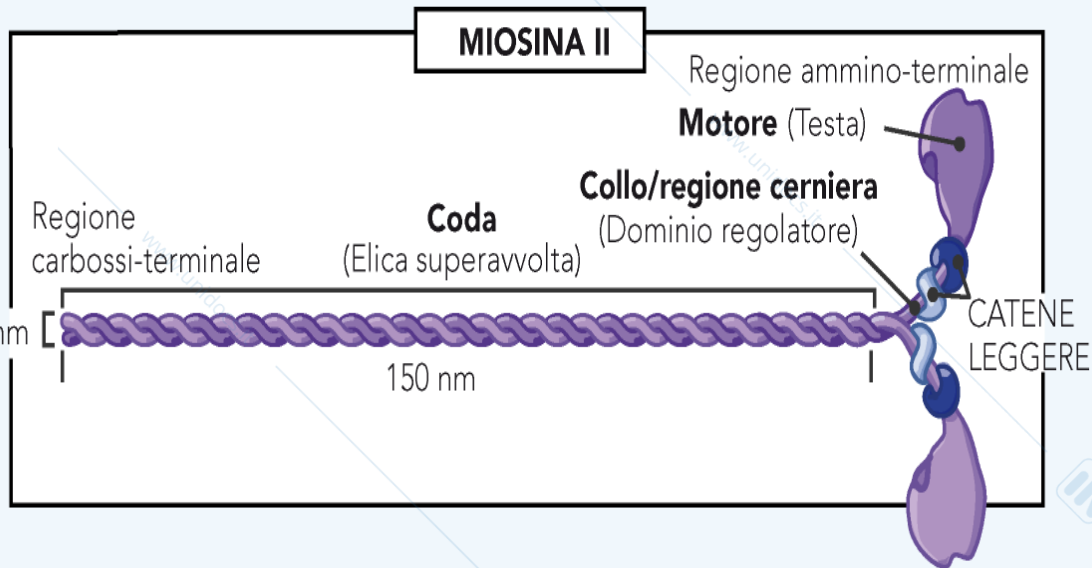 MIOSINA II
Regione ammino-terminale
Motore (Testa)
Collo/regione cerniera
(Dominio regolatore)
Regione
carbossi-terminale
Coda
(Elica superavvolta)
nm
150 nm
CATENE
LEGGERE